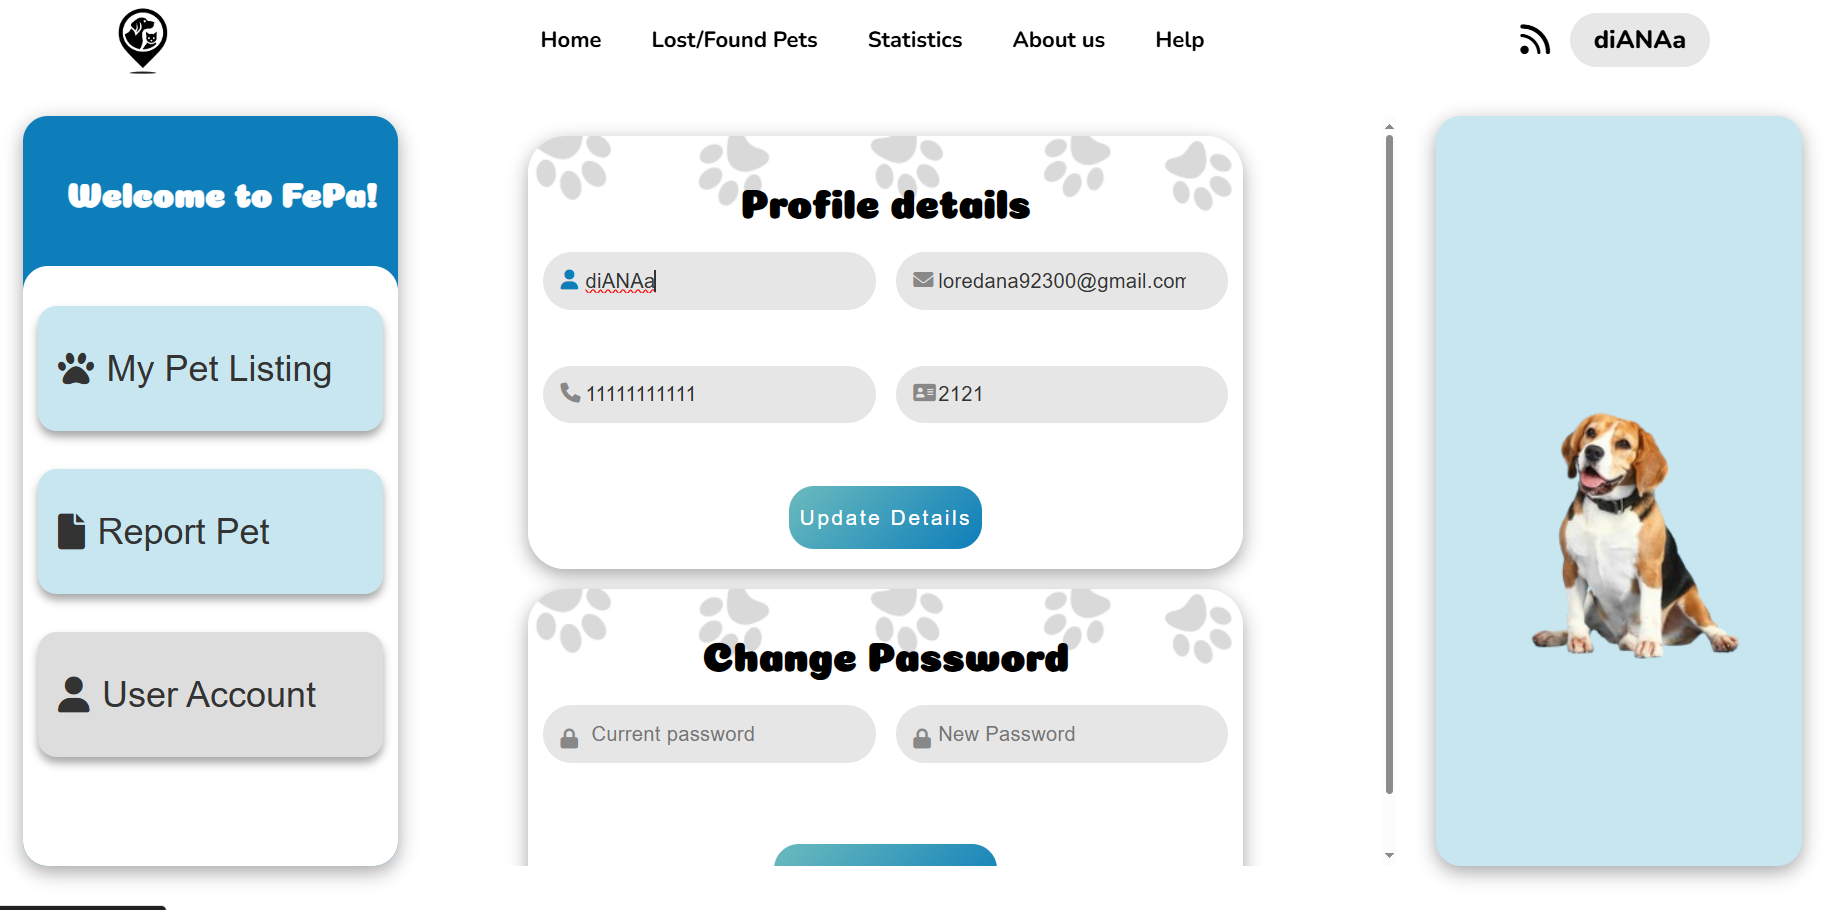 Home Lost/Found Pets Statistics About us Help diANAa
Welcome to FePa!
My Pet Listing
Report Pet
User Account
Profile details
diANAa loredana92300@gmail.com
11111111111 2121
Update Details
Change Password
Current password New Password